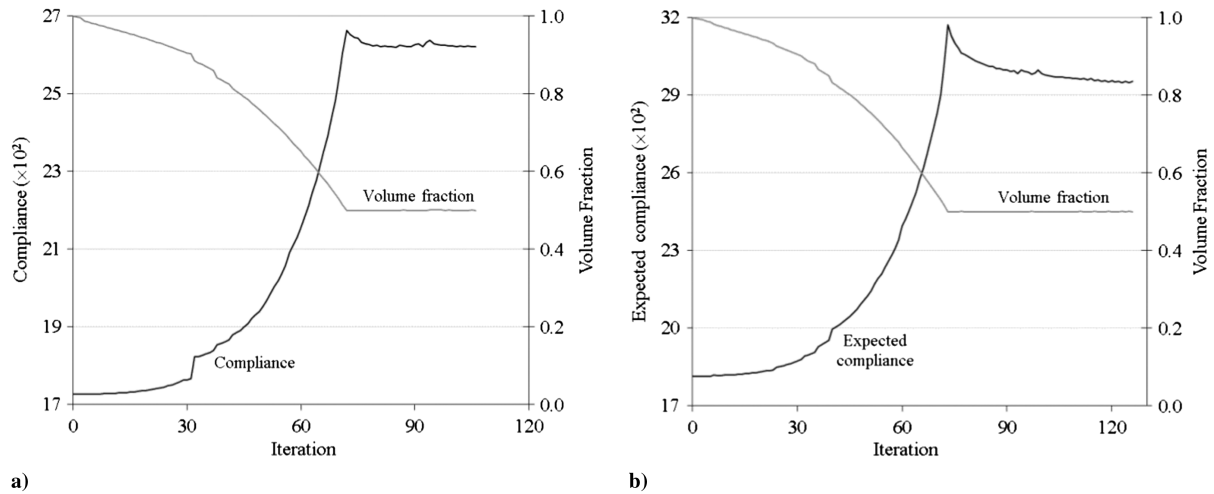 27
25
23
21
19
17
Compliance (×10²)
1.0
0.8
0.6
0.4
0.2
0.0
Volume Fraction
Volume fraction
Compliance
0
30
60
90
120
Iteration
a)
32
29
26
23
20
17
Expected compliance (×10²)
1.0
0.8
0.6
0.4
0.2
0.0
Volume Fraction
Volume fraction
Expected
compliance
0
30
60
90
120
Iteration
b)